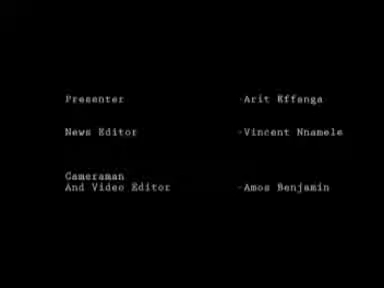 Presenter -Arit Effanga
News Editor -Vincent Nnamele
Cameraman
And Video Editor -Amos Benjamin